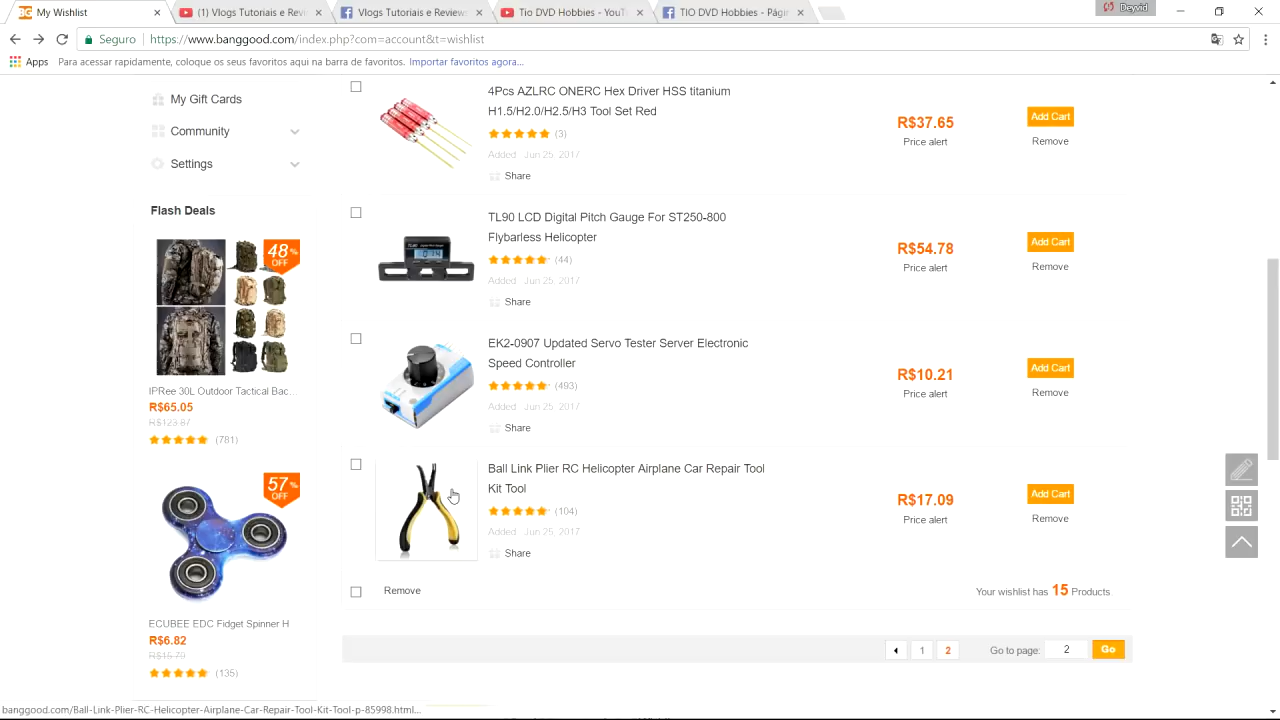 My Wishlist
(1) Vlogs Tutoriais e Revi
Vlogs Tutoriais e Review
Tio DVD Hobbies - YouT
TIO DVD Hobbies - Págin
Deyvid
Seguro
https://www.banggood.com/index.php?com=account&t=wishlist
Apps
Para acessar rapidamente, coloque os seus favoritos aqui na barra de favoritos.
Importar favoritos agora...
My Gift Cards
Community
Settings
Flash Deals
48% OFF
IPRee 30L Outdoor Tactical Bac...
R$65.05
R$123.87
(781)
57% OFF
ECUBEE EDC Fidget Spinner H
R$6.82
R$15.70
(135)
4Pcs AZLRC ONERC Hex Driver HSS titanium
H1.5/H2.0/H2.5/H3 Tool Set Red
(3)
Added Jun 25, 2017
Share
R$37.65
Price alert
Add Cart
Remove
TL90 LCD Digital Pitch Gauge For ST250-800
Flybarless Helicopter
(44)
Added Jun 25, 2017
Share
R$54.78
Price alert
Add Cart
Remove
EK2-0907 Updated Servo Tester Server Electronic
Speed Controller
(493)
Added Jun 25, 2017
Share
R$10.21
Price alert
Add Cart
Remove
Ball Link Plier RC Helicopter Airplane Car Repair Tool
Kit Tool
(104)
Added Jun 25, 2017
Share
R$17.09
Price alert
Add Cart
Remove
Remove
Your wishlist has 15 Products
1
2
Go to page:
2
Go
banggood.com/Ball-Link-Plier-RC-Helicopter-Airplane-Car-Repair-Tool-Kit-Tool-p-85998.html...